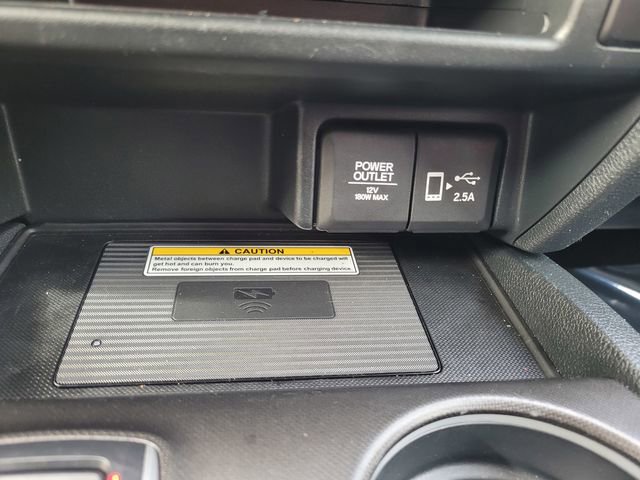 POWER
OUTLET
12V
180W MAX
2.5A
CAUTION
Metal objects between charge pad and device to be charged will
get hot and can burn you.
Remove foreign objects from charge pad before charging device.